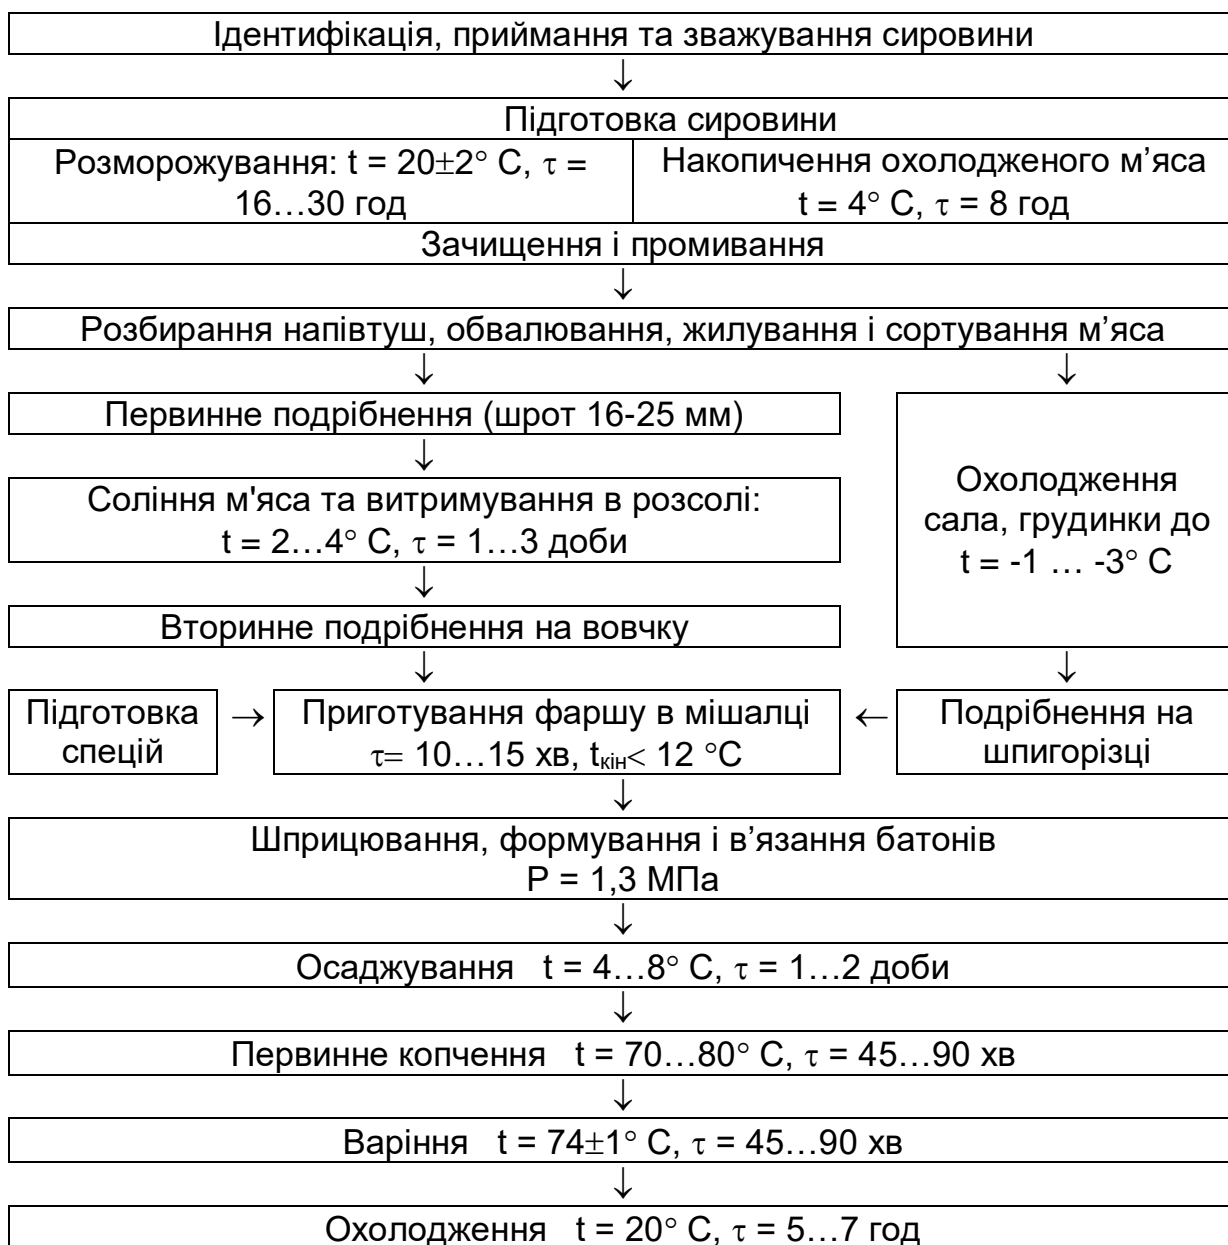 Ідентифікація, приймання та зважування сировини
↓
Підготовка сировини
Розморожування: t = 20±2° С, τ =
16…30 год
Накопичення охолодженого м’яса
t = 4° С, τ = 8 год
Зачищення і промивання
↓
Розбирання напівтуш, обвалювання, жилування і сортування м’яса
↓ ↓
Первинне подрібнення (шрот 16-25 мм)
↓
Соління м'яса та витримування в розсолі:
t = 2…4° С, τ = 1…3 доби
↓
Вторинне подрібнення на вовчку
↓
Охолодження
сала, грудинки до
t = -1 … -3° С
↓
Підготовка
спецій
→
Приготування фаршу в мішалці
τ= 10…15 хв, tкін< 12 °С
←
Подрібнення на
шпигорізці
↓
Шприцювання, формування і в’язання батонів
Р = 1,3 МПа
↓
Осаджування t = 4…8° С, τ = 1…2 доби
↓
Первинне копчення t = 70…80° С, τ = 45…90 хв
↓
Варіння t = 74±1° С, τ = 45…90 хв
↓
Охолодження t = 20° С, τ = 5…7 год